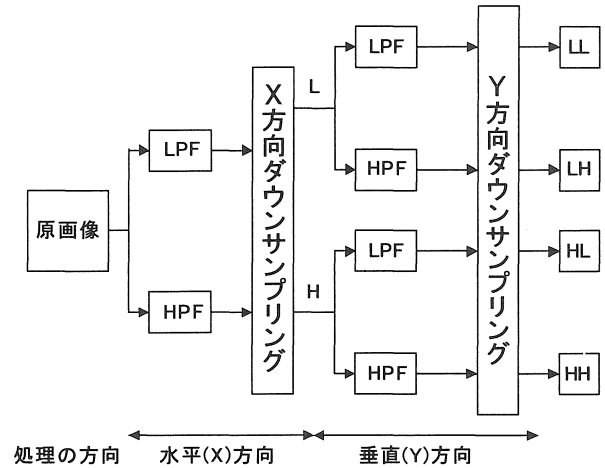 原画像
LPF
HPF
X方向ダウンサンプリング
L
H
LPF
HPF
LPF
HPF
Y方向ダウンサンプリング
LL
LH
HL
HH
処理の方向
水平(X)方向
垂直(Y)方向